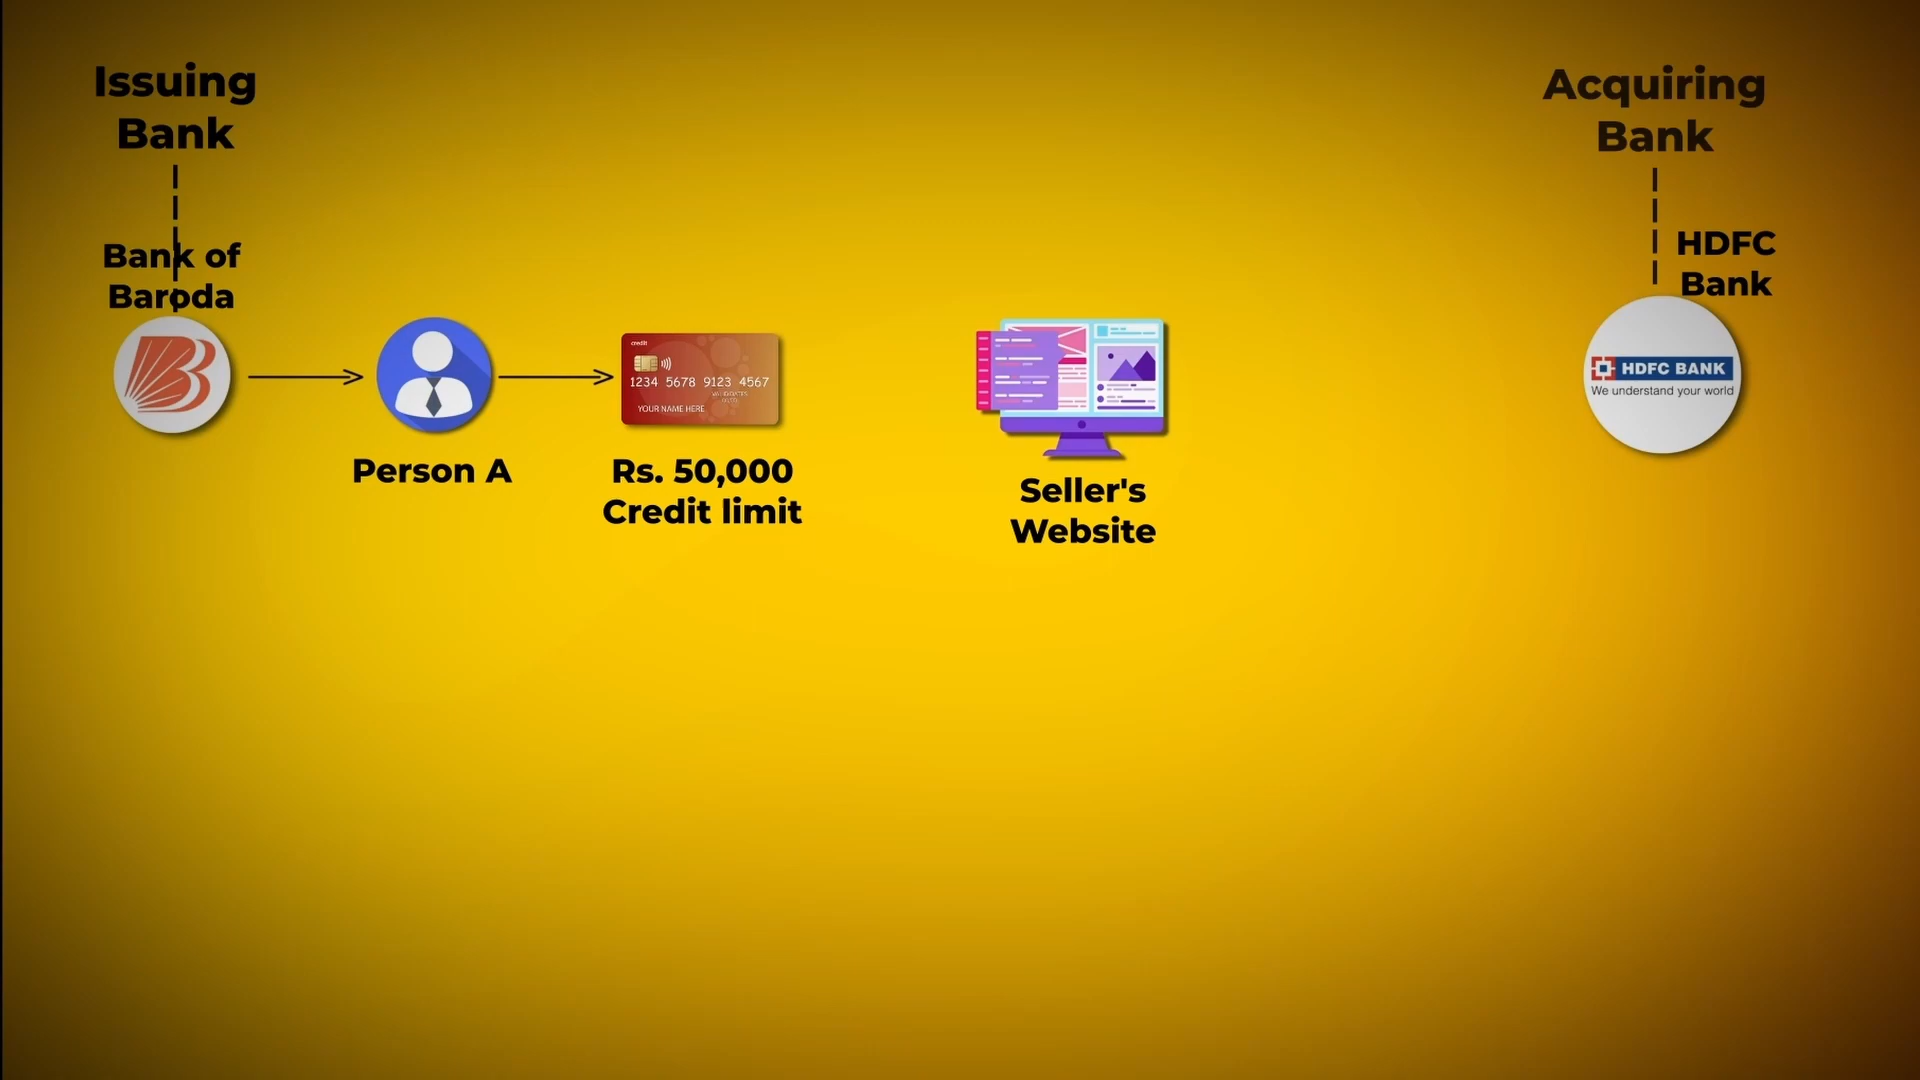 Issuing
Bank
Acquiring
Bank
Bank of
Baroda
HDFC
Bank
credit
1234 5678 9123 4567
YOUR NAME HERE
HDFC BANK
We understand your world
Person A
Rs. 50,000
Credit limit
Seller's
Website